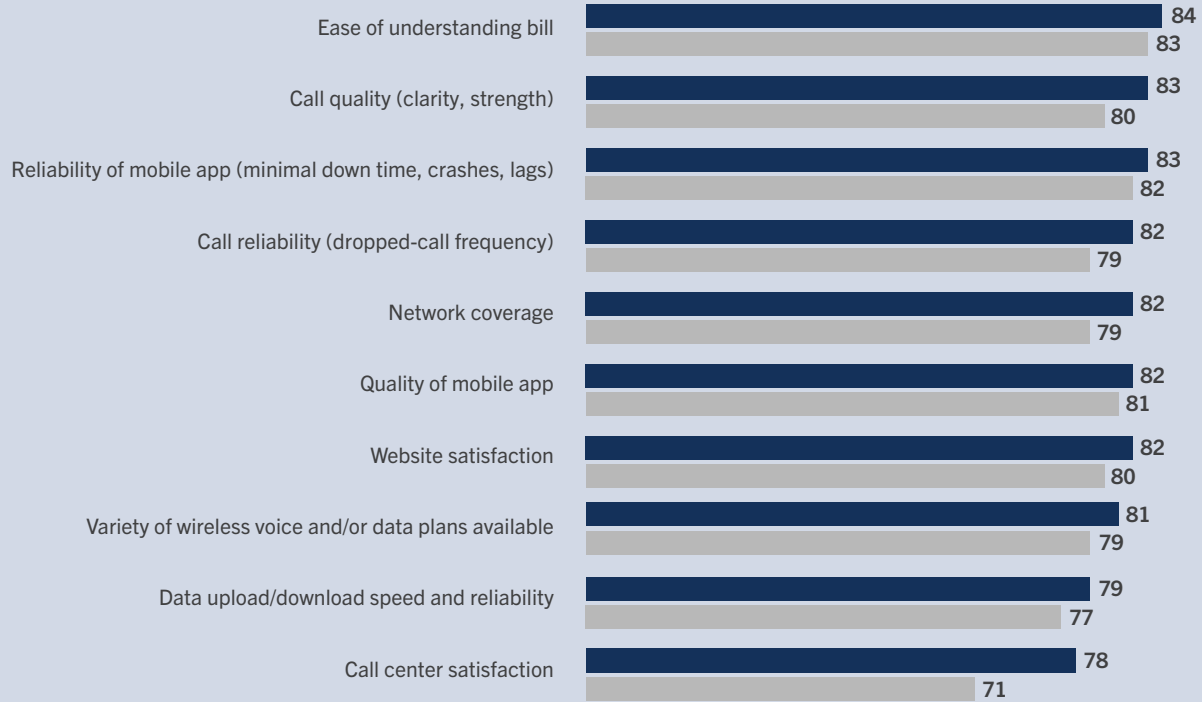 Ease of understanding bill
84
83
Call quality (clarity, strength)
83
80
Reliability of mobile app (minimal down time, crashes, lags)
83
82
Call reliability (dropped-call frequency)
82
79
Network coverage
82
79
Quality of mobile app
82
81
Website satisfaction
82
80
Variety of wireless voice and/or data plans available
81
79
Data upload/download speed and reliability
79
77
Call center satisfaction
78
71